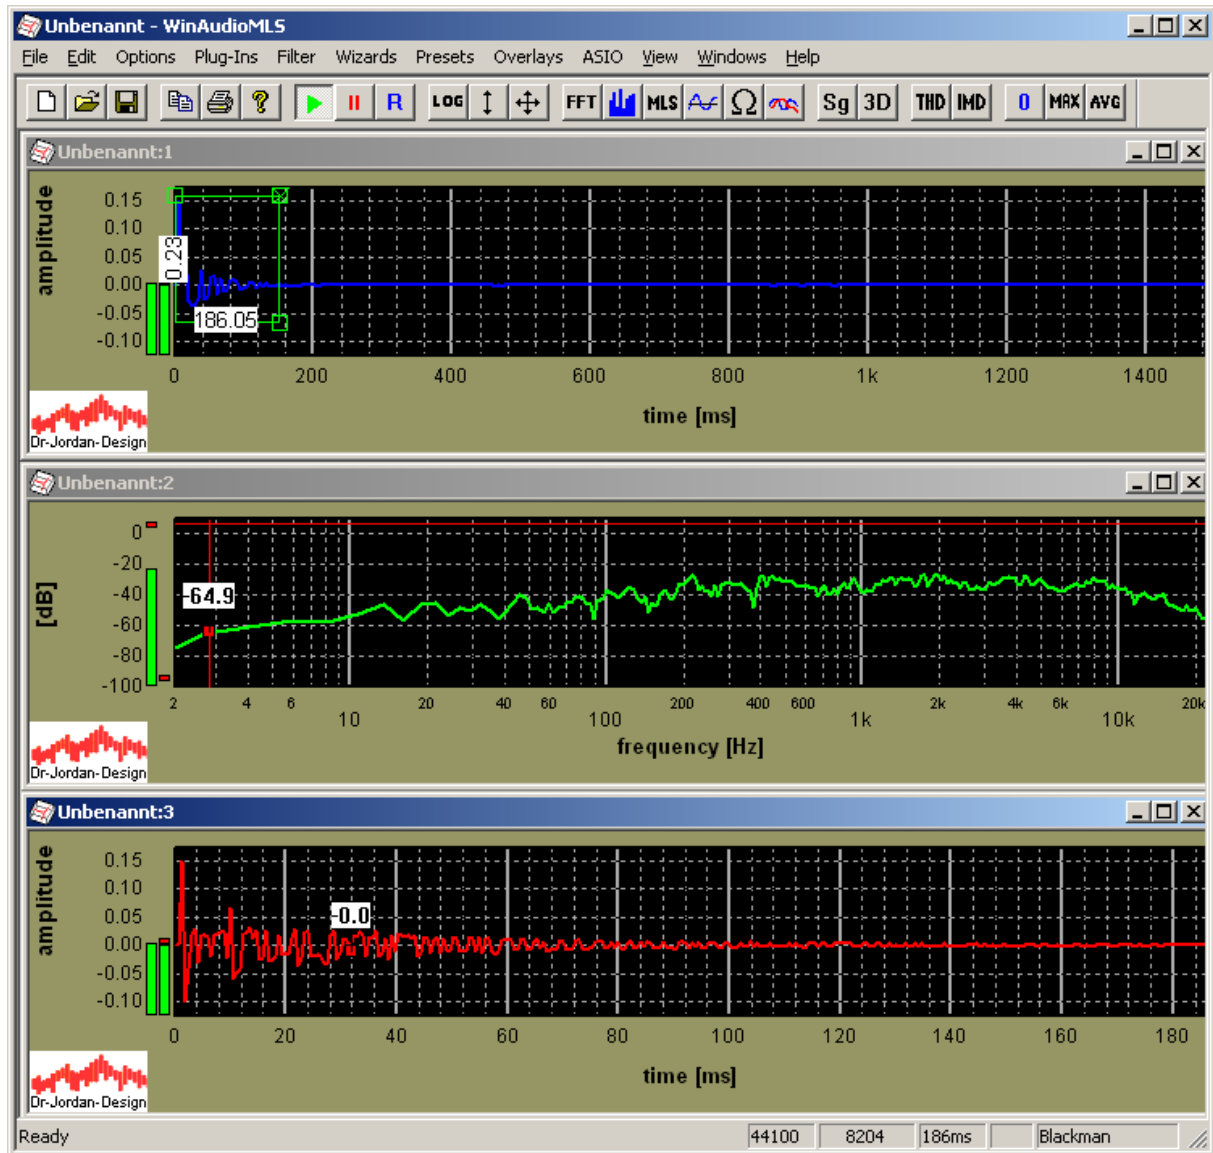 Unbenannt - WinAudioMLS
File Edit Options Plug-Ins Filter Wizards Presets Overlays ASIO View Windows Help
R LOG FFT MLS Ω Sg 3D THD IMD 0 MAX AVG
Unbenannt:1
amplitude
0.15
0.10
0.05
0.00
-0.05
-0.10
0.23
186.05
0 200 400 600 800 1k 1200 1400
time [ms]
Dr-Jordan-Design
Unbenannt:2
[dB]
0
-20
-40
-60
-80
-100
-64.9
2 4 6 10 20 40 60 100 200 400 600 1k 2k 4k 6k 10k 20k
frequency [Hz]
Dr-Jordan-Design
Unbenannt:3
amplitude
0.15
0.10
0.05
0.00
-0.05
-0.10
-0.0
0 20 40 60 80 100 120 140 160 180
time [ms]
Dr-Jordan-Design
Ready 44100 8204 186ms Blackman